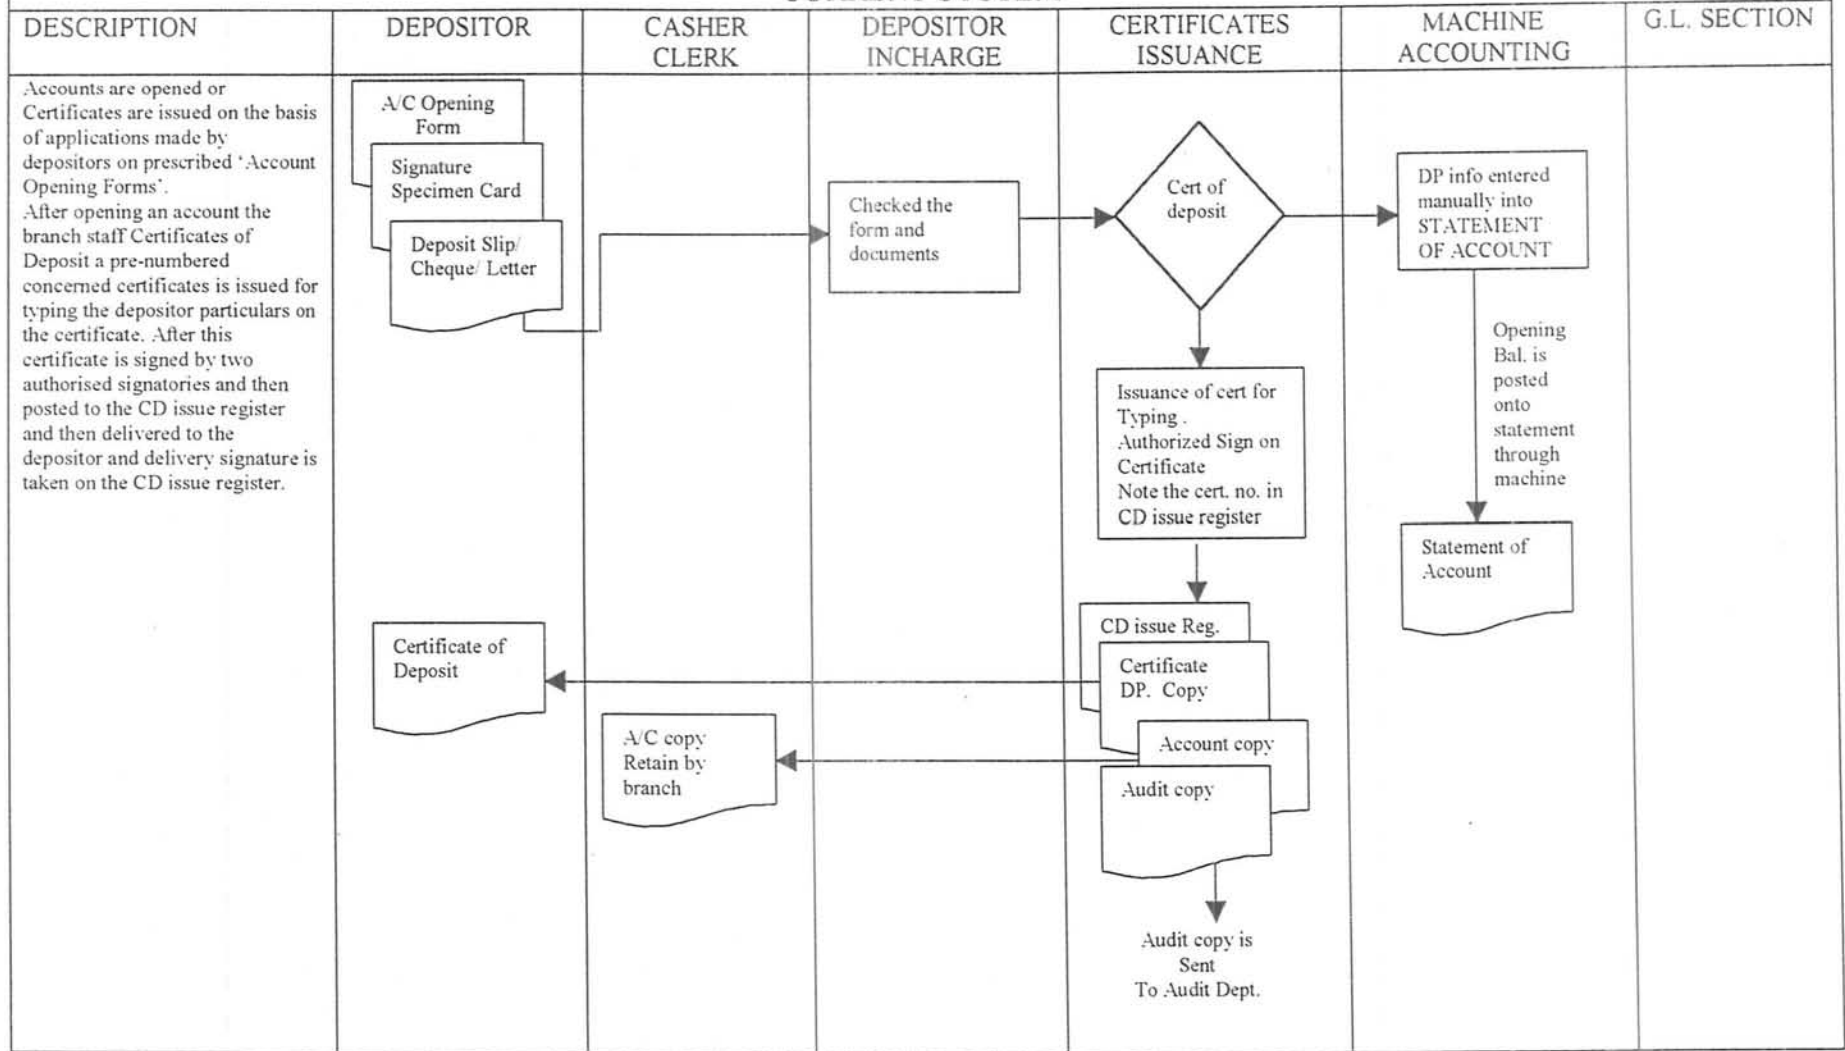 DESCRIPTION
DEPOSITOR
CASHER
CLERK
DEPOSITOR
INCHARGE
CERTIFICATES
ISSUANCE
MACHINE
ACCOUNTING
G.L. SECTION
Accounts are opened or
Certificates are issued on the basis
of applications made by
depositors on prescribed 'Account
Opening Forms'.
After opening an account the
branch staff Certificates of
Deposit a pre-numbered
concerned certificates is issued for
typing the depositor particulars on
the certificate. After this
certificate is signed by two
authorised signatories and then
posted to the CD issue register
and then delivered to the
depositor and delivery signature is
taken on the CD issue register.
A/C Opening
Form
Signature
Specimen Card
Deposit Slip/
Cheque/ Letter
Checked the
form and
documents
Cert of
deposit
DP info entered
manually into
STATEMENT
OF ACCOUNT
Opening
Bal. is
posted
onto
statement
through
machine
Issuance of cert for
Typing .
Authorized Sign on
Certificate
Note the cert. no. in
CD issue register
Statement of
Account
CD issue Reg.
Certificate
DP. Copy
Account copy
Audit copy
Certificate of
Deposit
A/C copy
Retain by
branch
Audit copy is
Sent
To Audit Dept.